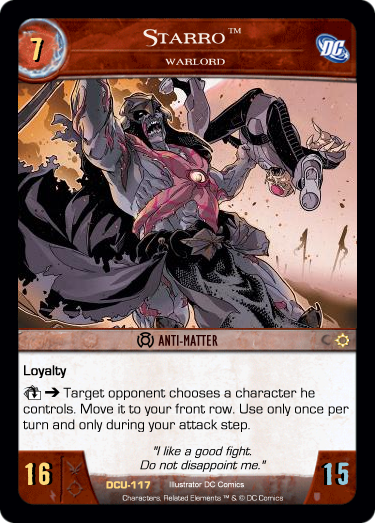 7
STARRO™
WARLORD
DC
ANTI-MATTER
Loyalty
➔ Target opponent chooses a character he
controls. Move it to your front row. Use only once per
turn and only during your attack step.
"I like a good fight.
Do not disappoint me."
16
15
DCU-117 Illustrator DC Comics
Characters, Related Elements ™ & © DC Comics